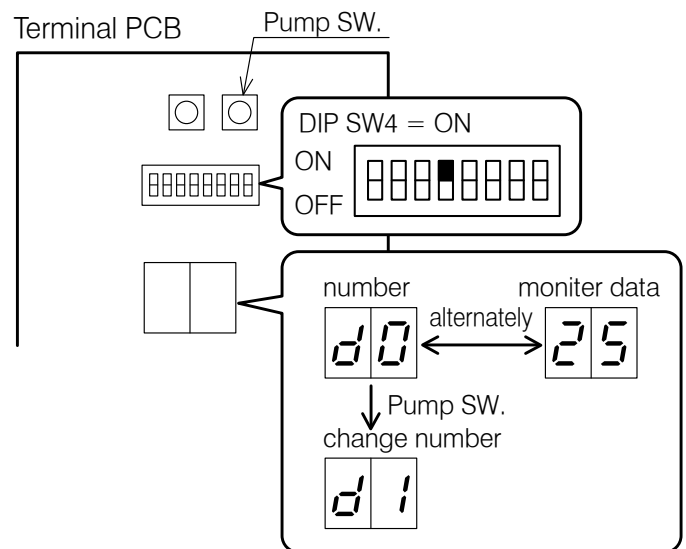 Terminal PCB
Pump SW.
DIP SW4 = ON
ON
OFF
number
moniter data
alternately
d0
25
Pump SW.
change number
d1